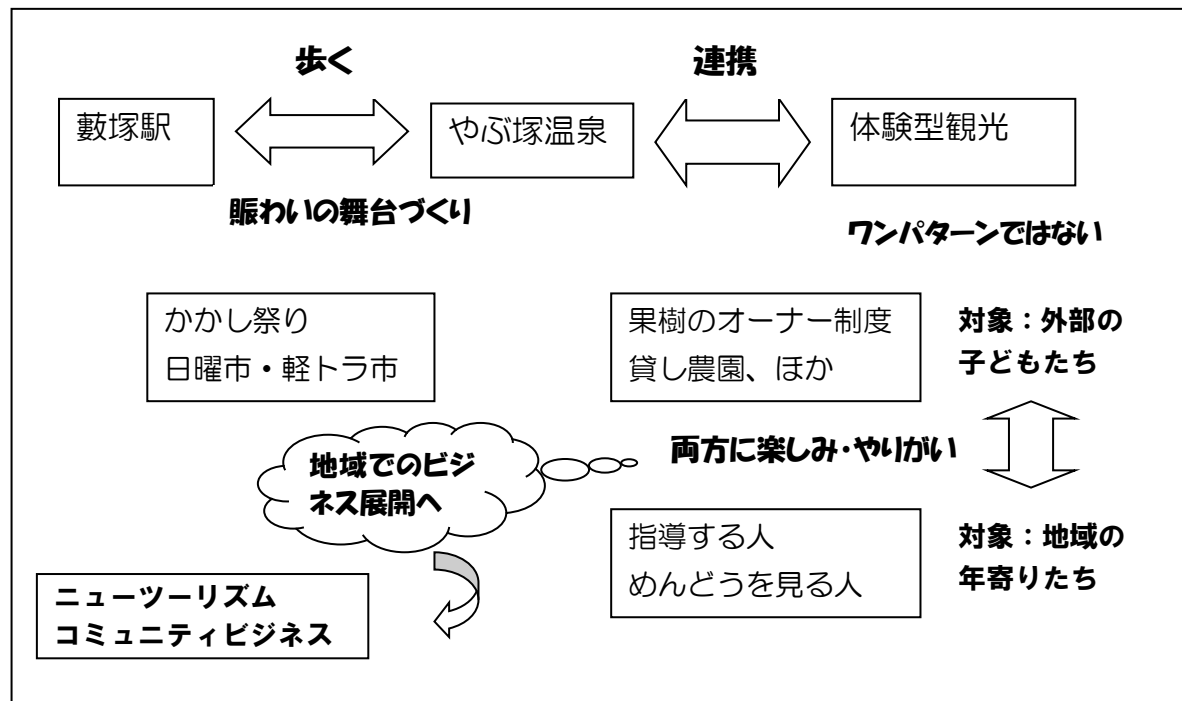 歩く
連携
藪塚駅
やぶ塚温泉
体験型観光
賑わいの舞台づくり
ワンパターンではない
かかし祭り
日曜市・軽トラ市
果樹のオーナー制度
貸し農園、ほか
対象：外部の
子どもたち
両方に楽しみ・やりがい
地域でのビジ
ネス展開へ
指導する人
めんどうを見る人
対象：地域の
年寄りたち
ニューツーリズム
コミュニティビジネス